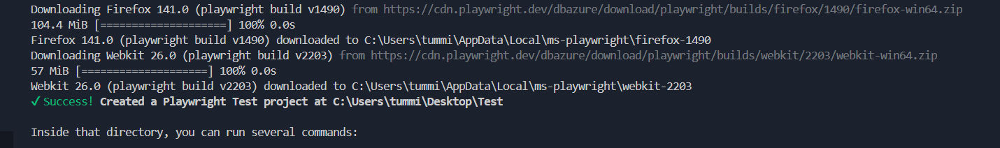 Downloading Firefox 141.0 (playwright build v1490) from https://cdn.playwright.dev/dbazure/download/playwright/builds/firefox/1490/firefox-win64.zip
104.4 MiB [====================] 100% 0.0s
Firefox 141.0 (playwright build v1490) downloaded to C:\Users\tummi\AppData\Local\ms-playwright\firefox-1490
Downloading Webkit 26.0 (playwright build v2203) from https://cdn.playwright.dev/dbazure/download/playwright/builds/webkit/2203/webkit-win64.zip
57 MiB [====================] 100% 0.0s
Webkit 26.0 (playwright build v2203) downloaded to C:\Users\tummi\AppData\Local\ms-playwright\webkit-2203
✔ Success! Created a Playwright Test project at C:\Users\tummi\Desktop\Test
Inside that directory, you can run several commands: